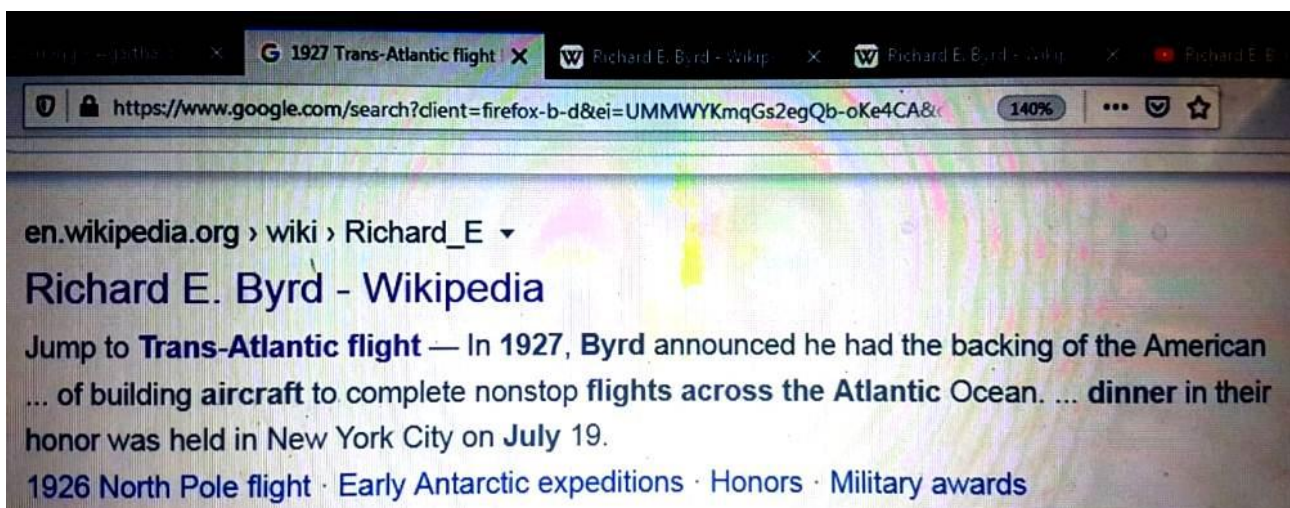 1927 Trans-Atlantic flight
Richard E. Byrd - Wikip
Richard E. Byrd - Wikip
Richard E. B
https://www.google.com/search?client=firefox-b-d&ei=UMMWYKmqGs2egQb-oKe4CA&
140%
en.wikipedia.org › wiki › Richard_E
Richard E. Byrd - Wikipedia
Jump to Trans-Atlantic flight — In 1927, Byrd announced he had the backing of the American
... of building aircraft to complete nonstop flights across the Atlantic Ocean. ... dinner in their
honor was held in New York City on July 19.
1926 North Pole flight · Early Antarctic expeditions · Honors · Military awards